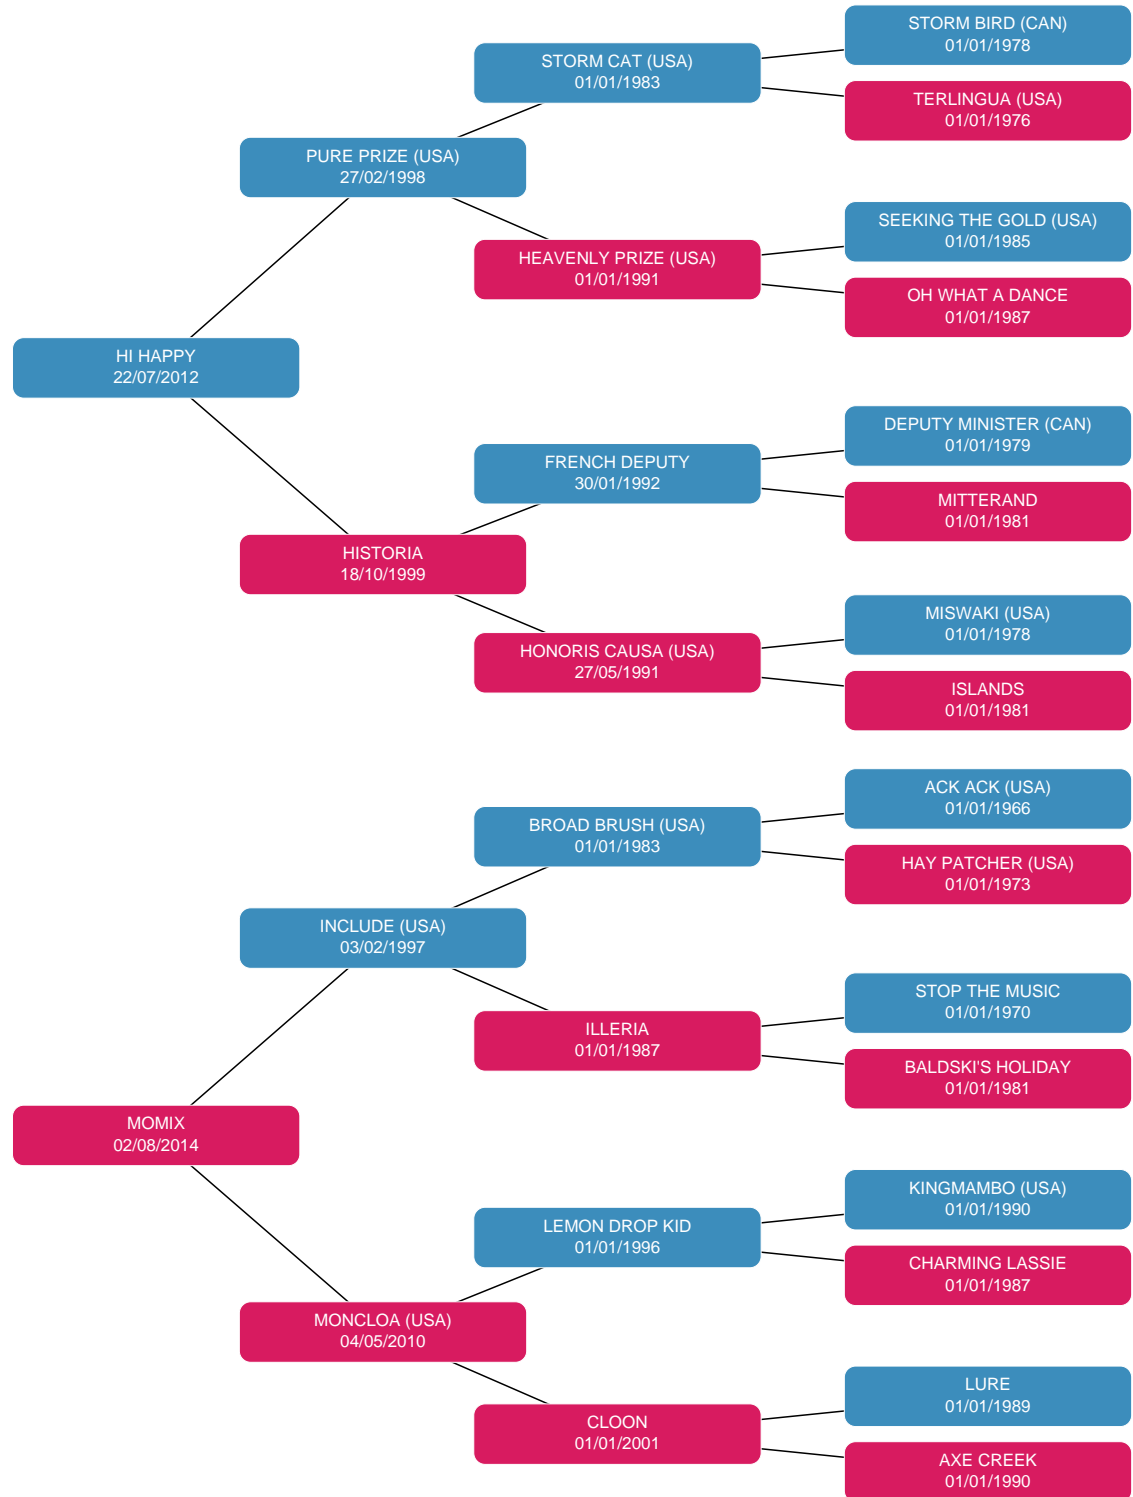 STORM BIRD (CAN)
01/01/1978
STORM CAT (USA)
01/01/1983
TERLINGUA (USA)
01/01/1976
PURE PRIZE (USA)
27/02/1998
SEEKING THE GOLD (USA)
01/01/1985
HEAVENLY PRIZE (USA)
01/01/1991
OH WHAT A DANCE
01/01/1987
HI HAPPY
22/07/2012
DEPUTY MINISTER (CAN)
01/01/1979
FRENCH DEPUTY
30/01/1992
MITTERAND
01/01/1981
HISTORIA
18/10/1999
MISWAKI (USA)
01/01/1978
HONORIS CAUSA (USA)
27/05/1991
ISLANDS
01/01/1981
ACK ACK (USA)
01/01/1966
BROAD BRUSH (USA)
01/01/1983
HAY PATCHER (USA)
01/01/1973
INCLUDE (USA)
03/02/1997
STOP THE MUSIC
01/01/1970
ILLERIA
01/01/1987
BALDSKI'S HOLIDAY
01/01/1981
MOMIX
02/08/2014
KINGMAMBO (USA)
01/01/1990
LEMON DROP KID
01/01/1996
CHARMING LASSIE
01/01/1987
MONCLOA (USA)
04/05/2010
LURE
01/01/1989
CLOON
01/01/2001
AXE CREEK
01/01/1990